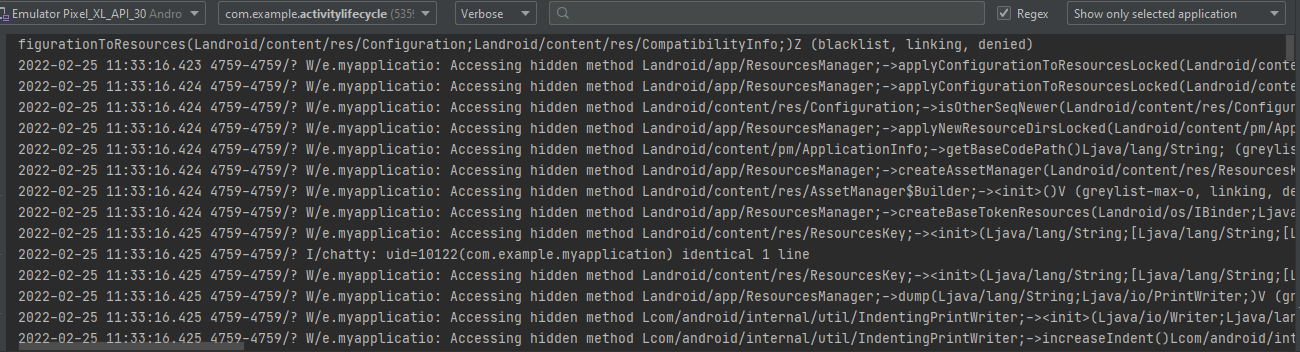 Emulator Pixel_XL_API_30 Andro com.example.activitylifecycle (535 Verbose Regex Show only selected application
figurationToResources(Landroid/content/res/Configuration;Landroid/content/res/CompatibilityInfo;)Z (blacklist, linking, denied)
2022-02-25 11:33:16.423 4759-4759/? W/e.myapplicatio: Accessing hidden method Landroid/app/ResourcesManager;->applyConfigurationToResourcesLocked(Landroid/conte
2022-02-25 11:33:16.424 4759-4759/? W/e.myapplicatio: Accessing hidden method Landroid/app/ResourcesManager;->applyConfigurationToResourcesLocked(Landroid/conte
2022-02-25 11:33:16.424 4759-4759/? W/e.myapplicatio: Accessing hidden method Landroid/content/res/Configuration;->isOtherSeqNewer(Landroid/content/res/Configur
2022-02-25 11:33:16.424 4759-4759/? W/e.myapplicatio: Accessing hidden method Landroid/app/ResourcesManager;->applyNewResourceDirsLocked(Landroid/content/pm/App
2022-02-25 11:33:16.424 4759-4759/? W/e.myapplicatio: Accessing hidden method Landroid/content/pm/ApplicationInfo;->getBaseCodePath()Ljava/lang/String; (greylis
2022-02-25 11:33:16.424 4759-4759/? W/e.myapplicatio: Accessing hidden method Landroid/app/ResourcesManager;->createAssetManager(Landroid/content/res/ResourcesK
2022-02-25 11:33:16.424 4759-4759/? W/e.myapplicatio: Accessing hidden method Landroid/content/res/AssetManager$Builder;-><init>()V (greylist-max-o, linking, de
2022-02-25 11:33:16.424 4759-4759/? W/e.myapplicatio: Accessing hidden method Landroid/app/ResourcesManager;->createBaseTokenResources(Landroid/os/IBinder;Ljava
2022-02-25 11:33:16.424 4759-4759/? W/e.myapplicatio: Accessing hidden method Landroid/content/res/ResourcesKey;-><init>(Ljava/lang/String;[Ljava/lang/String;[L
2022-02-25 11:33:16.425 4759-4759/? I/chatty: uid=10122(com.example.myapplication) identical 1 line
2022-02-25 11:33:16.425 4759-4759/? W/e.myapplicatio: Accessing hidden method Landroid/content/res/ResourcesKey;-><init>(Ljava/lang/String;[Ljava/lang/String;[L
2022-02-25 11:33:16.425 4759-4759/? W/e.myapplicatio: Accessing hidden method Landroid/app/ResourcesManager;->dump(Ljava/lang/String;Ljava/io/PrintWriter;)V (gr
2022-02-25 11:33:16.425 4759-4759/? W/e.myapplicatio: Accessing hidden method Lcom/android/internal/util/IndentingPrintWriter;-><init>(Ljava/io/Writer;Ljava/lan
2022-02-25 11:33:16.425 4759-4759/? W/e.myapplicatio: Accessing hidden method Lcom/android/internal/util/IndentingPrintWriter;->increaseIndent()Lcom/android/int